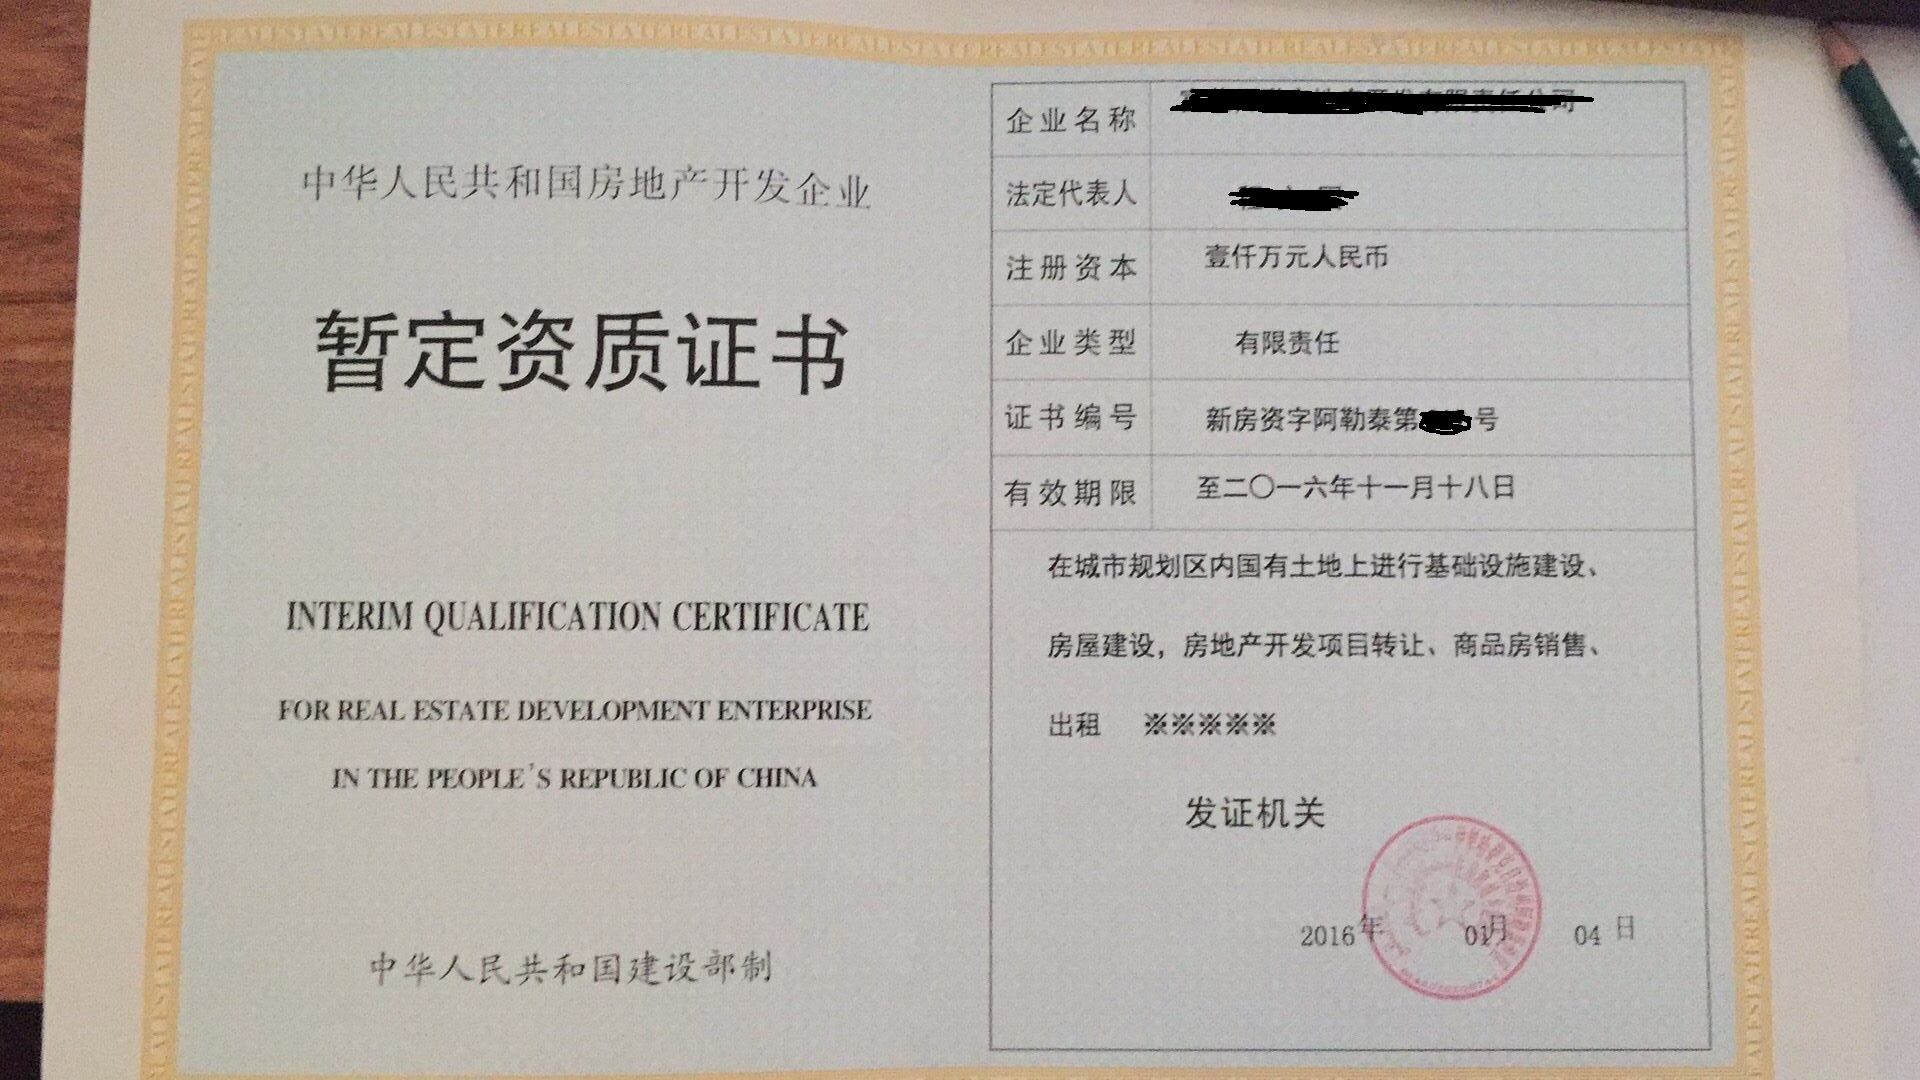 中华人民共和国房地产开发企业
暂定资质证书
INTERIM QUALIFICATION CERTIFICATE
FOR REAL ESTATE DEVELOPMENT ENTERPRISE
IN THE PEOPLE'S REPUBLIC OF CHINA
中华人民共和国建设部制
企业名称
法定代表人
注册资本 壹仟万元人民币
企业类型 有限责任
证书编号 新房资字阿勒泰第 号
有效期限 至二〇一六年十一月十八日
在城市规划区内国有土地上进行基础设施建设、
房屋建设，房地产开发项目转让、商品房销售、
出租 ※※※※※
发证机关
2016年 01月 04日